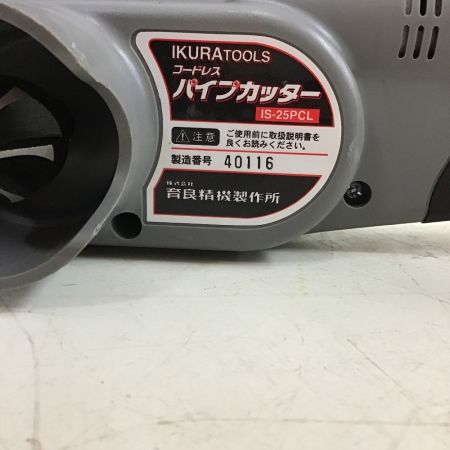 IKURATOOLS
コードレス
パイプカッター
IS-25PCL
注意 ご使用前に取扱説明書を
良くお読みください。
製造番号 40116
株式会社
育良精機製作所